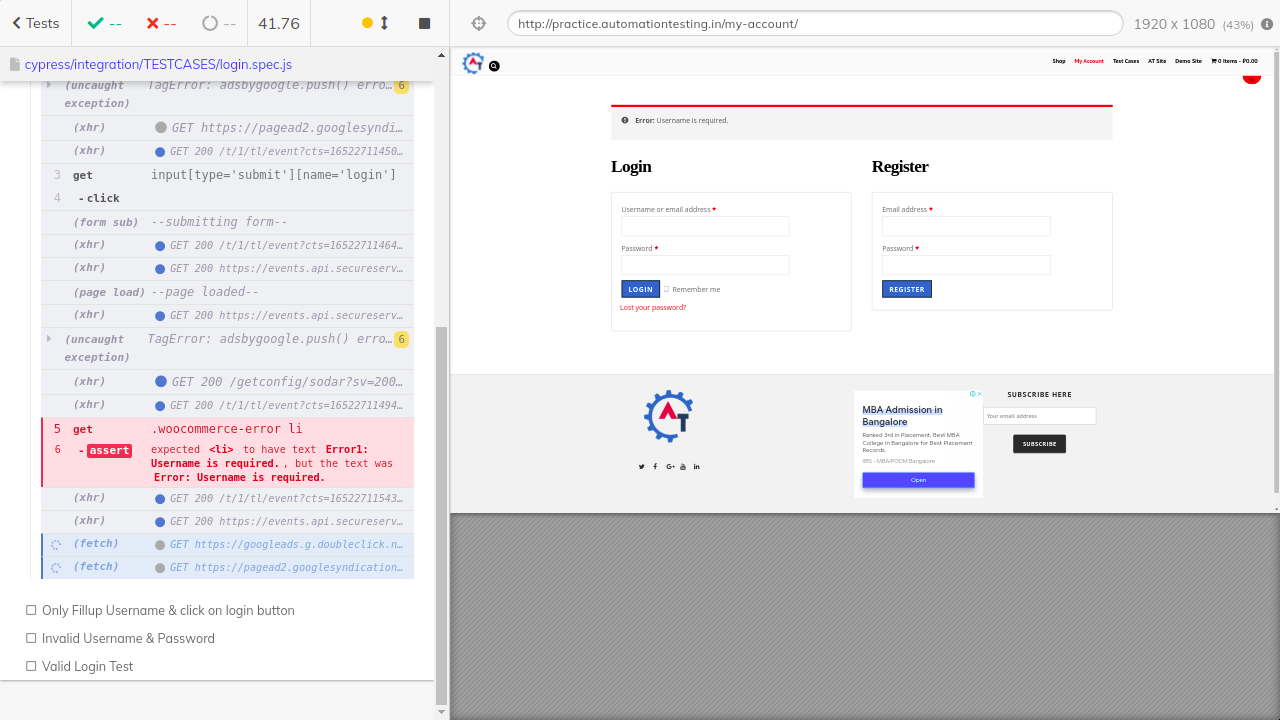 Tests
--
--
--
41.76
http://practice.automationtesting.in/my-account/
1920 x 1080 (43%)
cypress/integration/TESTCASES/login.spec.js
(uncaught exception) TagError: adsbygoogle.push() erro... 6
(xhr) GET https://pagead2.googlesyndi...
(xhr) GET 200 /t/1/tl/event?cts=16522711450...
3 get input[type='submit'][name='login']
4 -click
(form sub) --submitting form--
(xhr) GET 200 /t/1/tl/event?cts=16522711464...
(xhr) GET 200 https://events.api.secureserv...
(page load) --page loaded--
(xhr) GET 200 https://events.api.secureserv...
(uncaught exception) TagError: adsbygoogle.push() erro... 6
(xhr) GET 200 /getconfig/sodar?sv=200...
(xhr) GET 200 /t/1/tl/event?cts=16522711494...
5 get .woocommerce-error li
6 -assert expected <li> to have text Error1:
Username is required. , but the text was
Error: Username is required.
(xhr) GET 200 /t/1/tl/event?cts=16522711543...
(xhr) GET 200 https://events.api.secureserv...
(fetch) GET https://googleads.g.doubleclick.n...
(fetch) GET https://pagead2.googlesyndication...
Only Fillup Username & click on login button
Invalid Username & Password
Valid Login Test
Shop My Account Test Cases AT Site Demo Site 0 Items - ₹0.00
Error: Username is required.
Login
Username or email address *
Password *
LOGIN Remember me
Lost your password?
Register
Email address *
Password *
REGISTER
AT
MBA Admission in
Bangalore
Ranked 3rd in Placement, Best MBA
College in Bangalore for Best Placement
Records.
IIES - MBA/PGDM Bangalore
Open
SUBSCRIBE HERE
Your email address
SUBSCRIBE